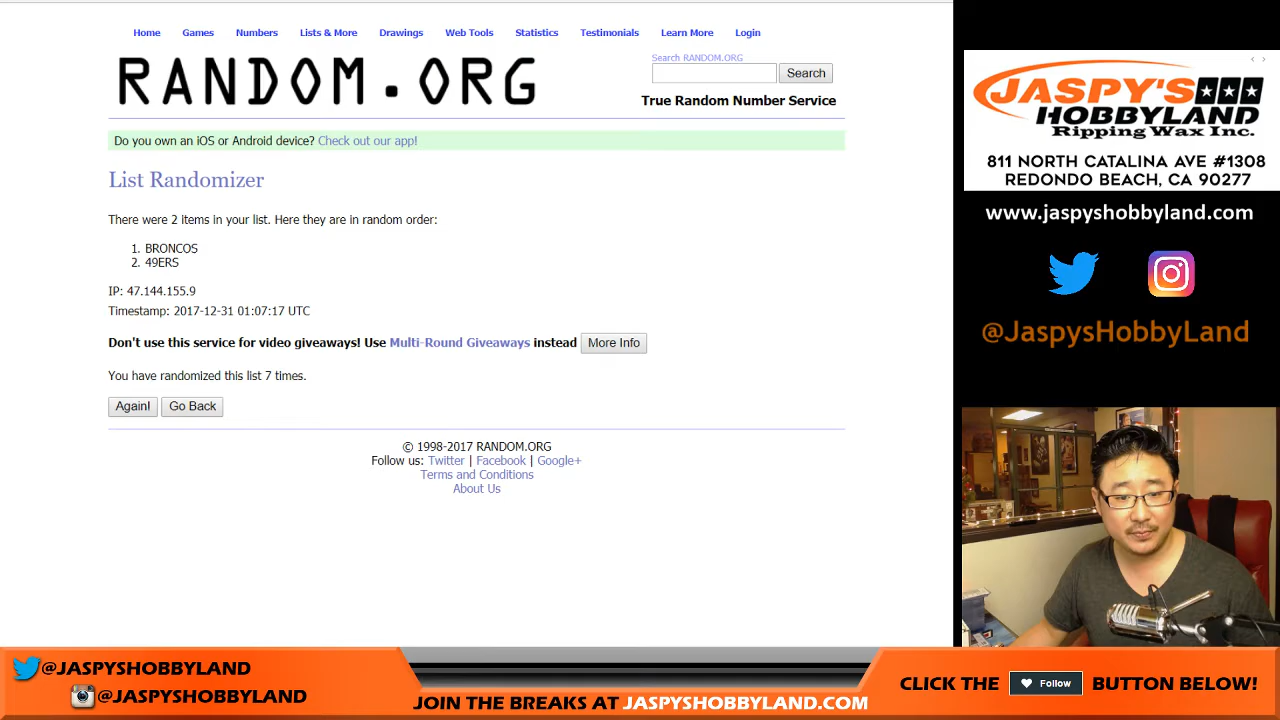 Home Games Numbers Lists & More Drawings Web Tools Statistics Testimonials Learn More Login
RANDOM.ORG
Search RANDOM.ORG
Search
True Random Number Service
Do you own an iOS or Android device? Check out our app!
List Randomizer
There were 2 items in your list. Here they are in random order:
1. BRONCOS
2. 49ERS
IP: 47.144.155.9
Timestamp: 2017-12-31 01:07:17 UTC
Don't use this service for video giveaways! Use Multi-Round Giveaways instead More Info
You have randomized this list 7 times.
Again! Go Back
© 1998-2017 RANDOM.ORG
Follow us: Twitter | Facebook | Google+
Terms and Conditions
About Us
JASPY'S
HOBBYLAND
Ripping Wax Inc.
811 NORTH CATALINA AVE #1308
REDONDO BEACH, CA 90277
www.jaspyshobbyland.com
@JaspysHobbyLand
@JASPYSHOBBYLAND
@JASPYSHOBBYLAND
JOIN THE BREAKS AT JASPYSHOBBYLAND.COM
CLICK THE Follow BUTTON BELOW!